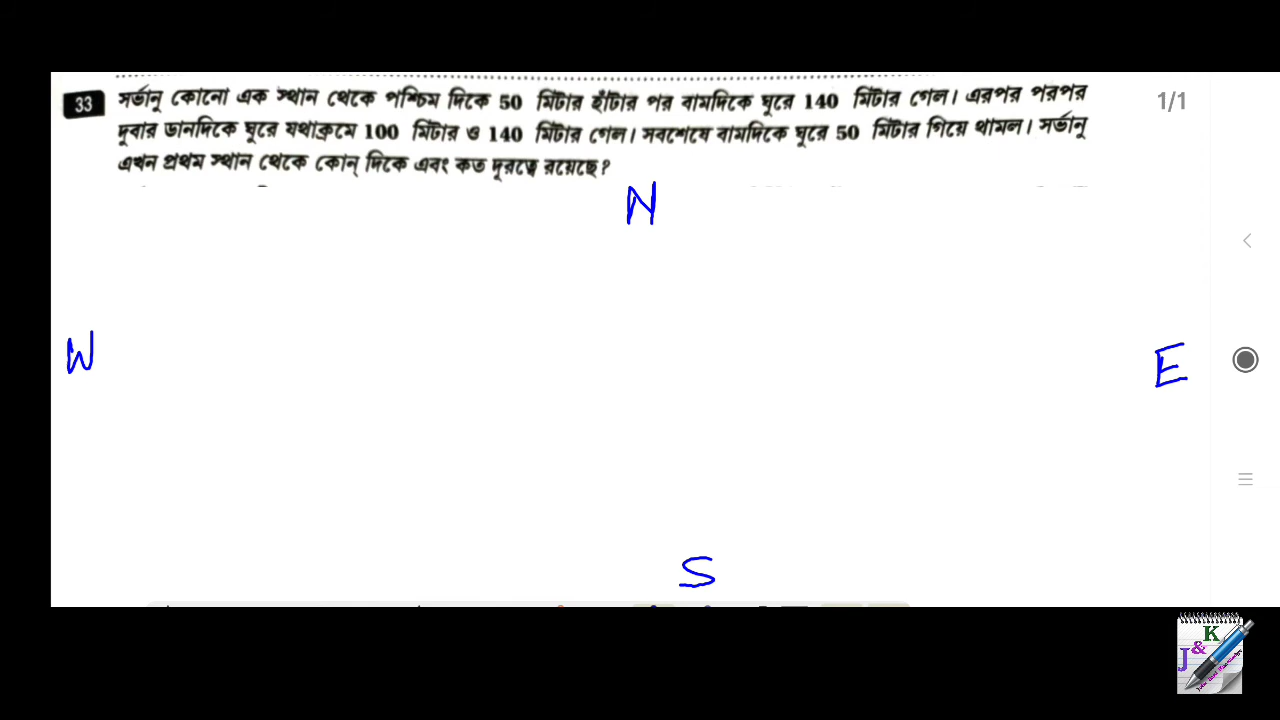 33 সর্ভানু কোনো এক স্থান থেকে পশ্চিম দিকে 50 মিটার হাঁটার পর বামদিকে ঘুরে 140 মিটার গেল। এরপর পরপর
1/1
দুবার ডানদিকে ঘুরে যথাক্রমে 100 মিটার ও 140 মিটার গেল। সবশেষে বামদিকে ঘুরে 50 মিটার গিয়ে থামল। সর্ভানু
এখন প্রথম স্থান থেকে কোন্ দিকে এবং কত দূরত্বে রয়েছে?
N
W
E
S
J & K